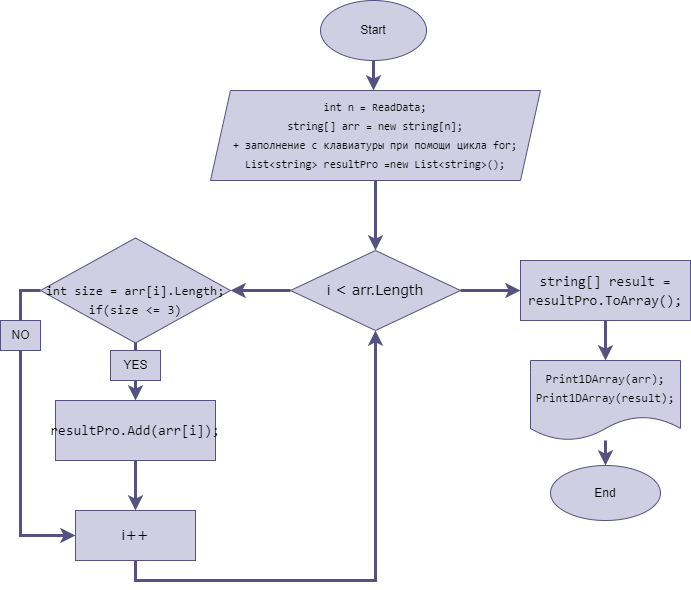 Start
int n = ReadData;
string[] arr = new string[n];
+ заполнение с клавиатуры при помощи цикла for;
List<string> resultPro =new List<string>();
i < arr.Length
int size = arr[i].Length;
if(size <= 3)
NO
YES
resultPro.Add(arr[i]);
i++
string[] result =
resultPro.ToArray();
Print1DArray(arr);
Print1DArray(result);
End